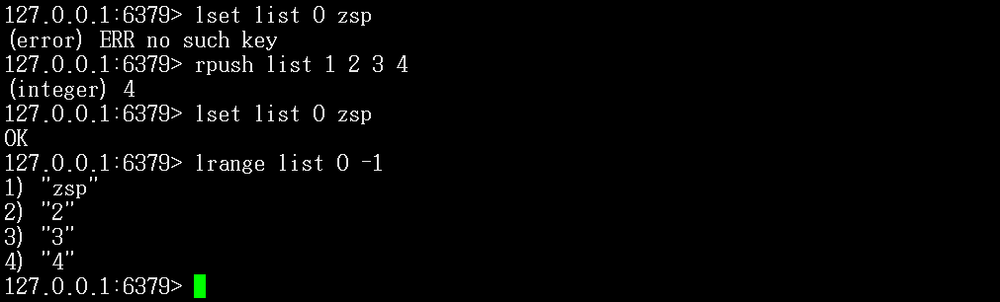 127.0.0.1:6379> lset list 0 zsp
(error) ERR no such key
127.0.0.1:6379> rpush list 1 2 3 4
(integer) 4
127.0.0.1:6379> lset list 0 zsp
OK
127.0.0.1:6379> lrange list 0 -1
1) "zsp"
2) "2"
3) "3"
4) "4"
127.0.0.1:6379>